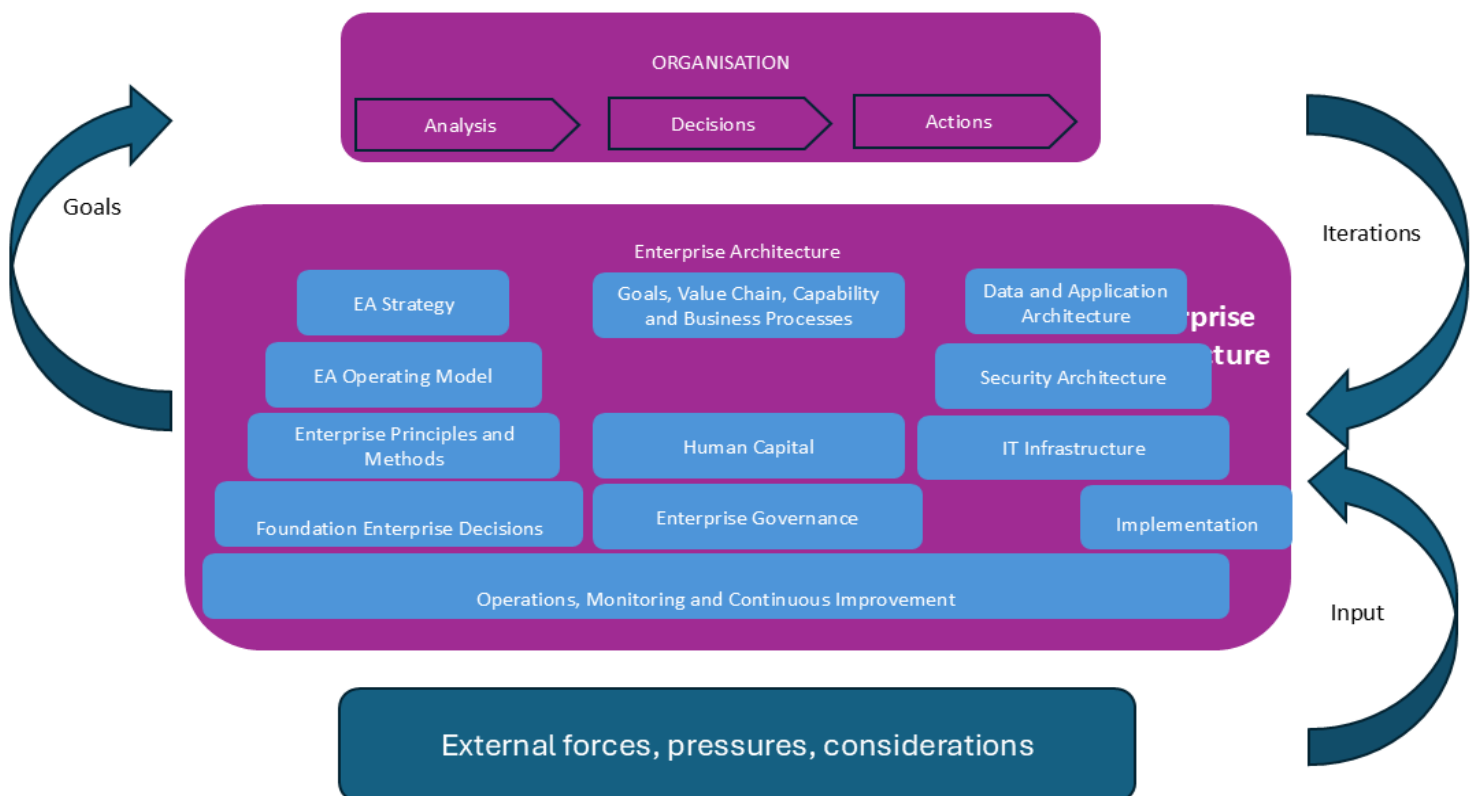 ORGANISATION
Analysis
Decisions
Actions
Goals
Iterations
Enterprise Architecture
EA Strategy
Goals, Value Chain, Capability
and Business Processes
Data and Application
Architecture
EA Operating Model
Security Architecture
Enterprise Principles and
Methods
Human Capital
IT Infrastructure
Foundation Enterprise Decisions
Enterprise Governance
Implementation
Operations, Monitoring and Continuous Improvement
Input
External forces, pressures, considerations